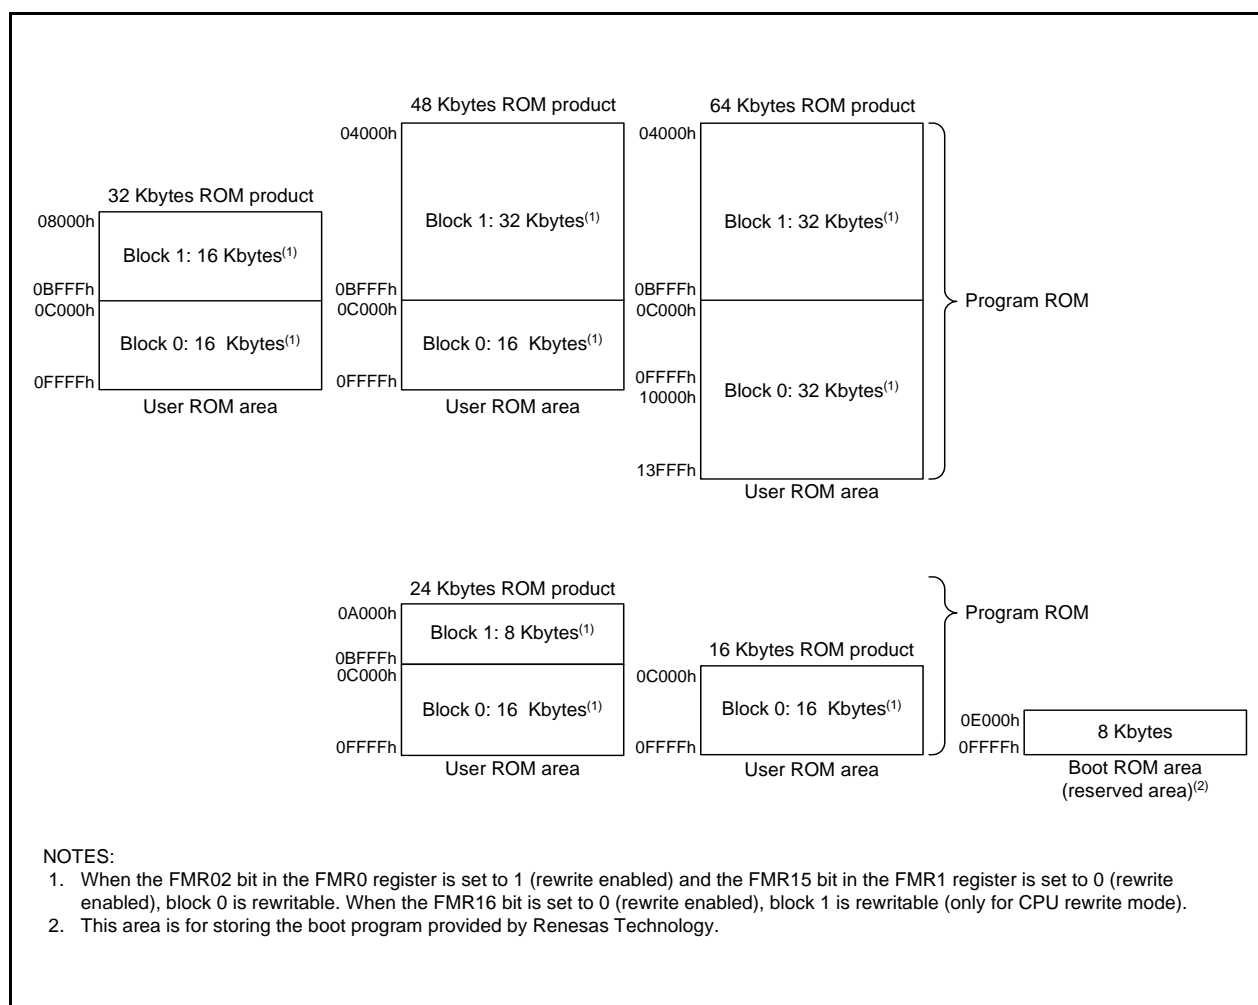 48 Kbytes ROM product
64 Kbytes ROM product
04000h
04000h
32 Kbytes ROM product
08000h
Block 1: 32 Kbytes(1)
Block 1: 32 Kbytes(1)
Block 1: 16 Kbytes(1)
0BFFFh
0BFFFh
0BFFFh
0C000h
0C000h
0C000h
Program ROM
Block 0: 16 Kbytes(1)
Block 0: 16 Kbytes(1)
0FFFFh
0FFFFh
0FFFFh
10000h
Block 0: 32 Kbytes(1)
User ROM area
User ROM area
13FFFh
User ROM area
24 Kbytes ROM product
0A000h
Block 1: 8 Kbytes(1)
Program ROM
0BFFFh
16 Kbytes ROM product
0C000h
0C000h
Block 0: 16 Kbytes(1)
Block 0: 16 Kbytes(1)
0E000h
8 Kbytes
0FFFFh
0FFFFh
0FFFFh
User ROM area
User ROM area
Boot ROM area
(reserved area)(2)
NOTES:
1. When the FMR02 bit in the FMR0 register is set to 1 (rewrite enabled) and the FMR15 bit in the FMR1 register is set to 0 (rewrite
enabled), block 0 is rewritable. When the FMR16 bit is set to 0 (rewrite enabled), block 1 is rewritable (only for CPU rewrite mode).
2. This area is for storing the boot program provided by Renesas Technology.